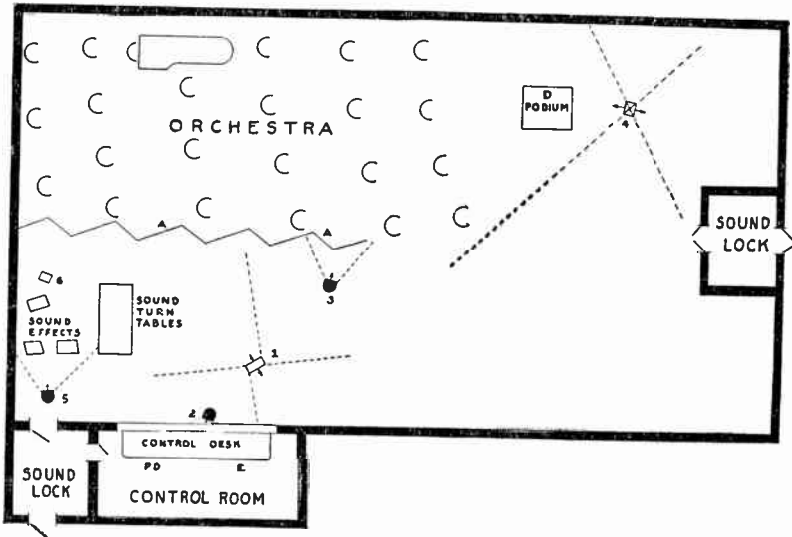 D
PODIUM
4
ORCHESTRA
A
A
SOUND
LOCK
3
6
SOUND
TURN
TABLES
SOUND
EFFECTS
1
5
2
CONTROL DESK
PD
E
SOUND
LOCK
CONTROL ROOM